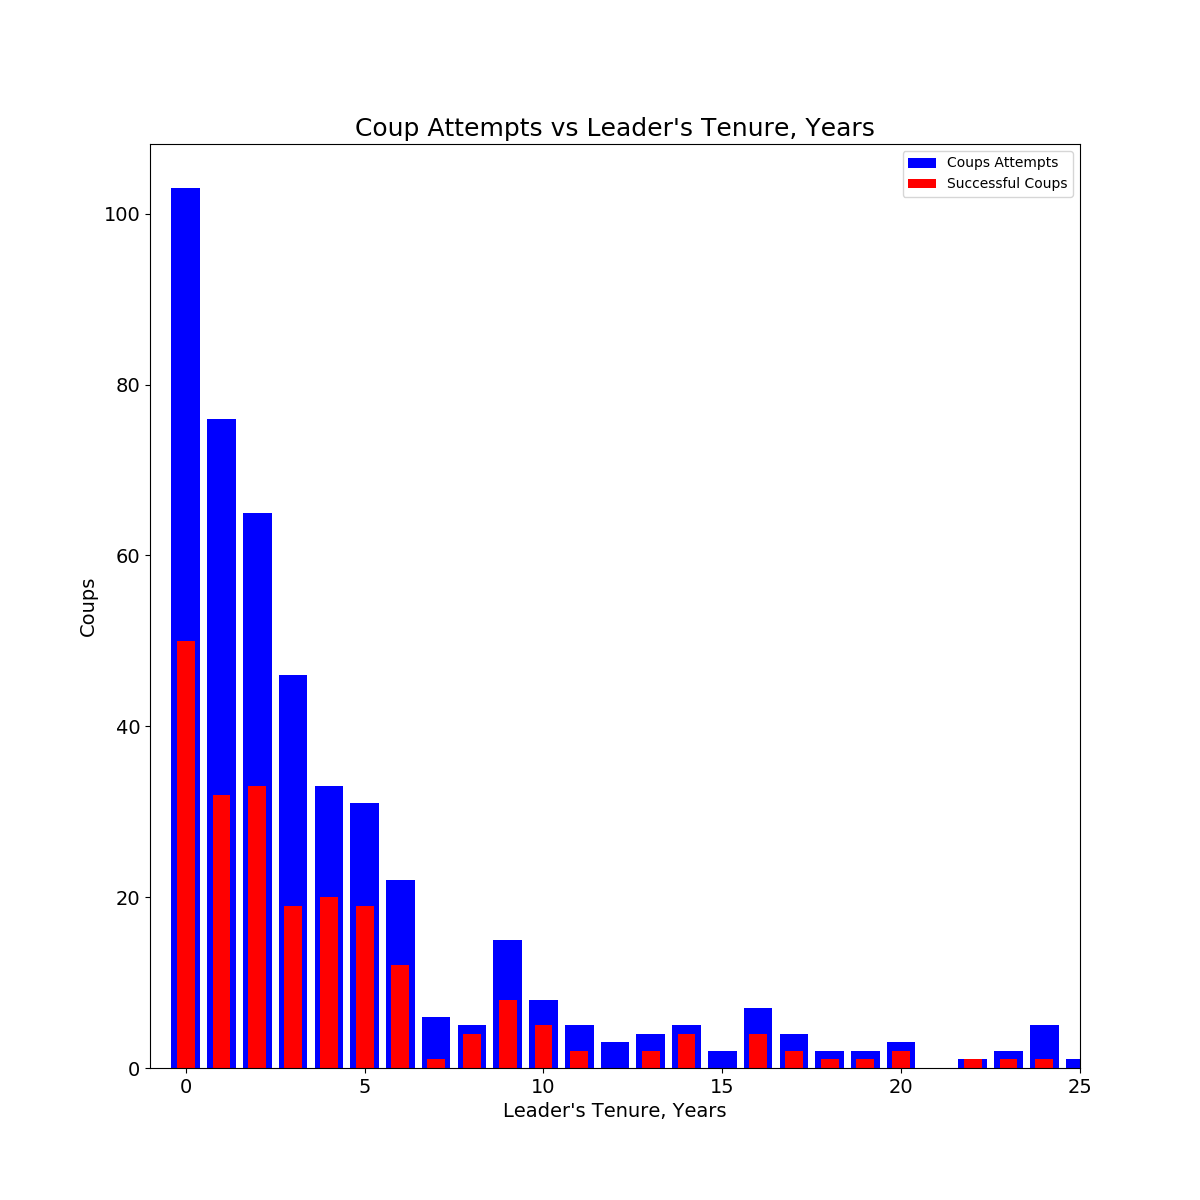 Coup Attempts vs Leader's Tenure, Years
Coups Attempts
Successful Coups
100
80
60
40
20
0
Coups
0 5 10 15 20 25
Leader's Tenure, Years